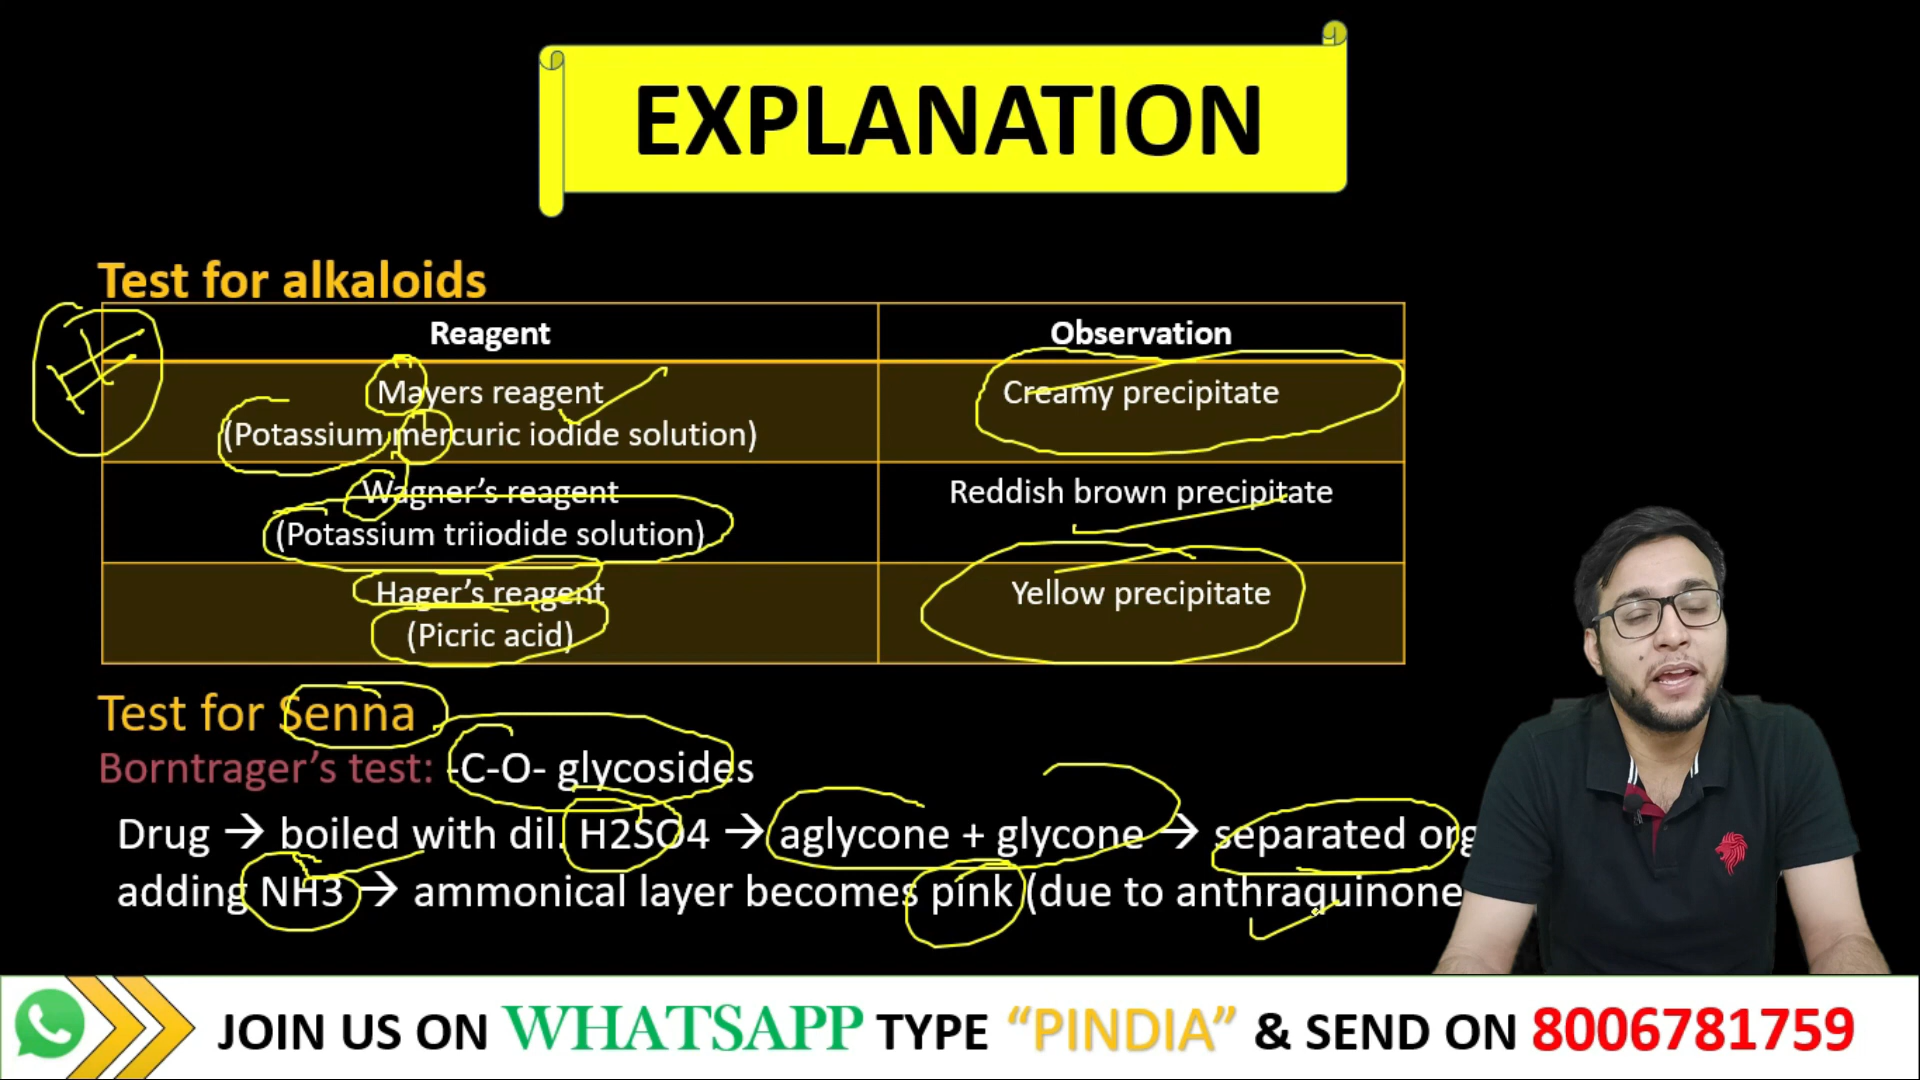 EXPLANATION
Test for alkaloids
Reagent Observation
Mayers reagent Creamy precipitate
(Potassium mercuric iodide solution)
Wagner's reagent Reddish brown precipitate
(Potassium triiodide solution)
Hager's reagent Yellow precipitate
(Picric acid)
Test for Senna
Borntrager's test: -C-O- glycosides
Drug → boiled with dil. H2SO4 → aglycone + glycone → separated org
adding NH3 → ammonical layer becomes pink (due to anthraquinone
JOIN US ON WHATSAPP TYPE “PINDIA” & SEND ON 8006781759